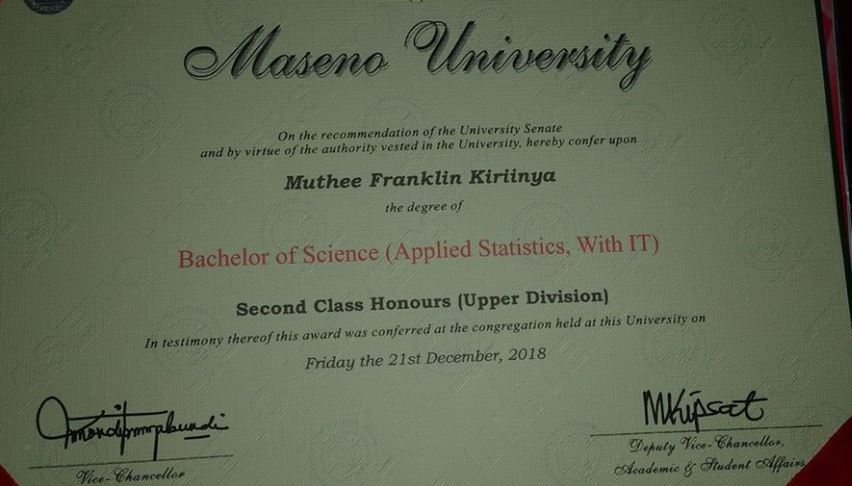 Maseno University
On the recommendation of the University Senate
and by virtue of the authority vested in the University, hereby confer upon
Muthee Franklin Kiriinya
the degree of
Bachelor of Science (Applied Statistics, With IT)
Second Class Honours (Upper Division)
In testimony thereof this award was conferred at the congregation held at this University on
Friday the 21st December, 2018
MKipsat
Vice-Chancellor
Deputy Vice-Chancellor,
Academic & Student Affairs